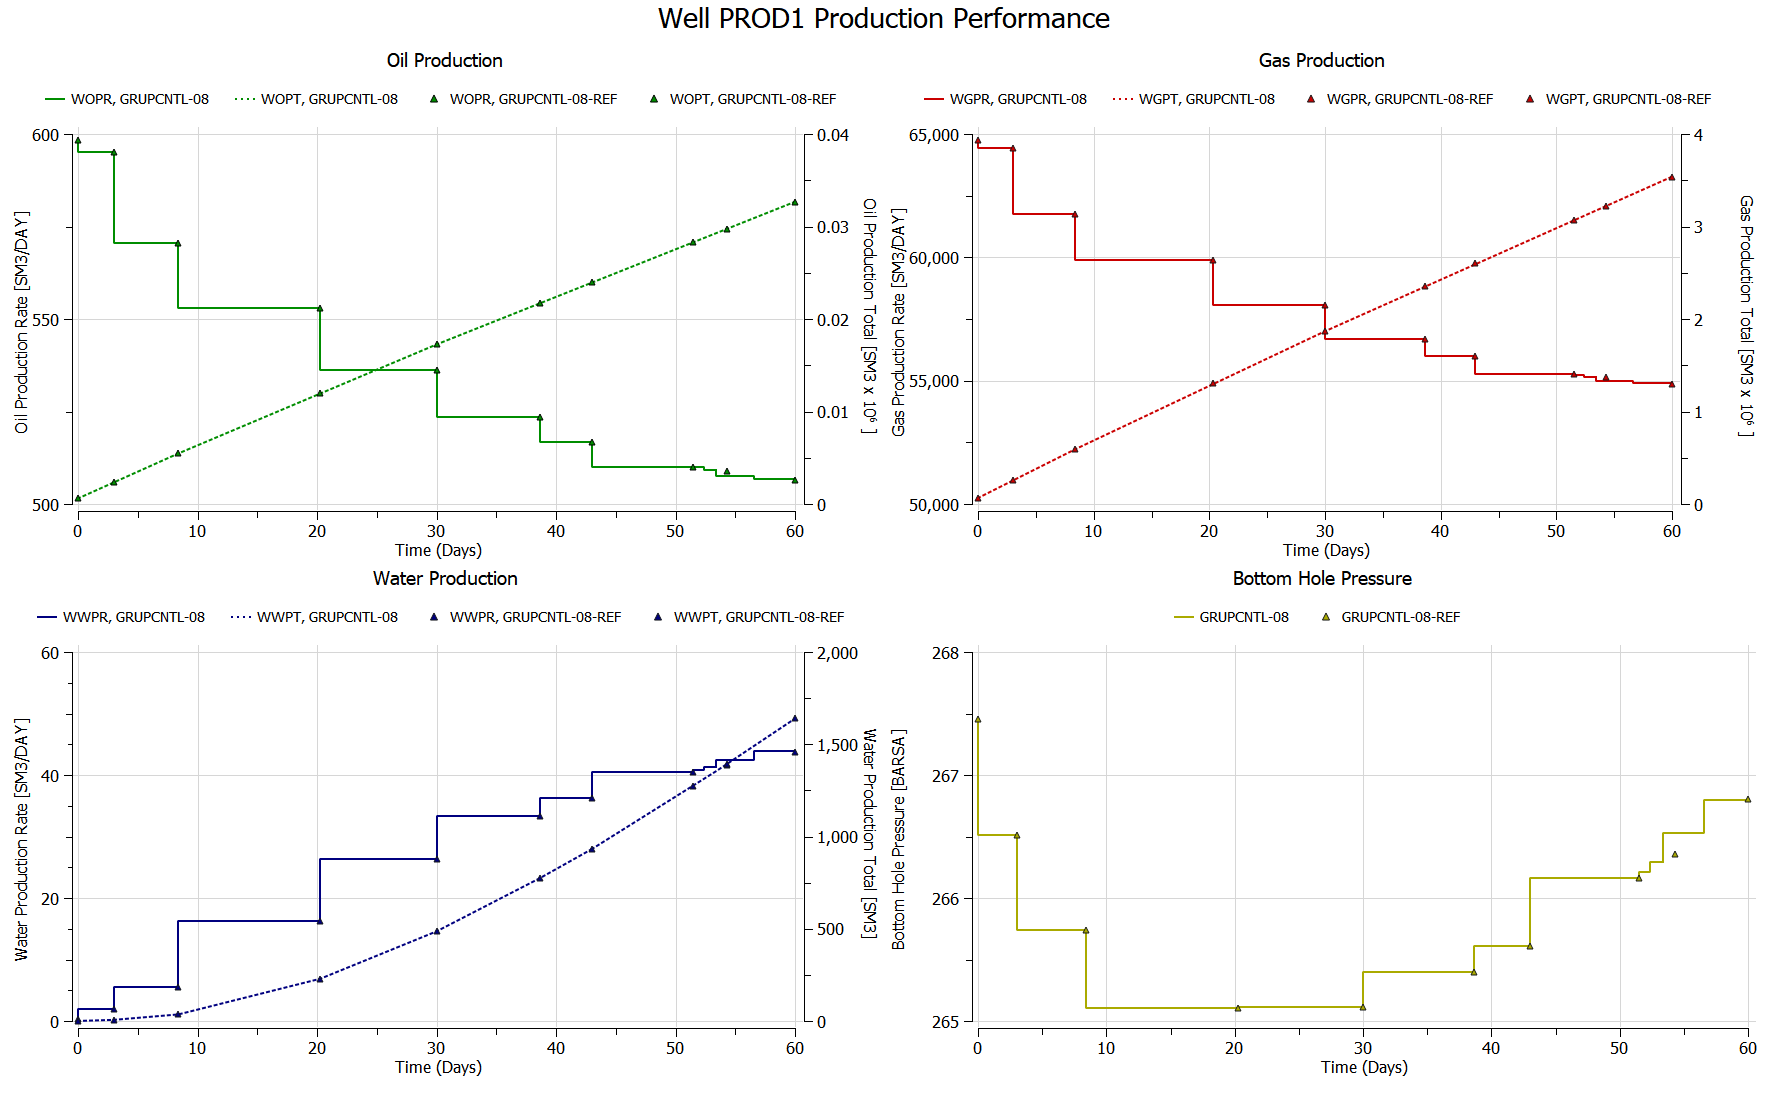 Well PROD1 Production Performance
Oil Production
WOPR, GRUPCNTL-08
WOPT, GRUPCNTL-08
WOPR, GRUPCNTL-08-REF
WOPT, GRUPCNTL-08-REF
Oil Production Rate [SM3/DAY]
600
550
500
0.04
0.03
0.02
0.01
0
Oil Production Total [SM3 x 10⁶ ]
0 10 20 30 40 50 60
Time (Days)
Gas Production
WGPR, GRUPCNTL-08
WGPT, GRUPCNTL-08
WGPR, GRUPCNTL-08-REF
WGPT, GRUPCNTL-08-REF
Gas Production Rate [SM3/DAY]
65,000
60,000
55,000
50,000
4
3
2
1
0
Gas Production Total [SM3 x 10⁶ ]
0 10 20 30 40 50 60
Time (Days)
Water Production
WWPR, GRUPCNTL-08
WWPT, GRUPCNTL-08
WWPR, GRUPCNTL-08-REF
WWPT, GRUPCNTL-08-REF
Water Production Rate [SM3/DAY]
60
40
20
0
2,000
1,500
1,000
500
0
Water Production Total [SM3]
0 10 20 30 40 50 60
Time (Days)
Bottom Hole Pressure
GRUPCNTL-08
GRUPCNTL-08-REF
Bottom Hole Pressure [BARSA]
268
267
266
265
0 10 20 30 40 50 60
Time (Days)